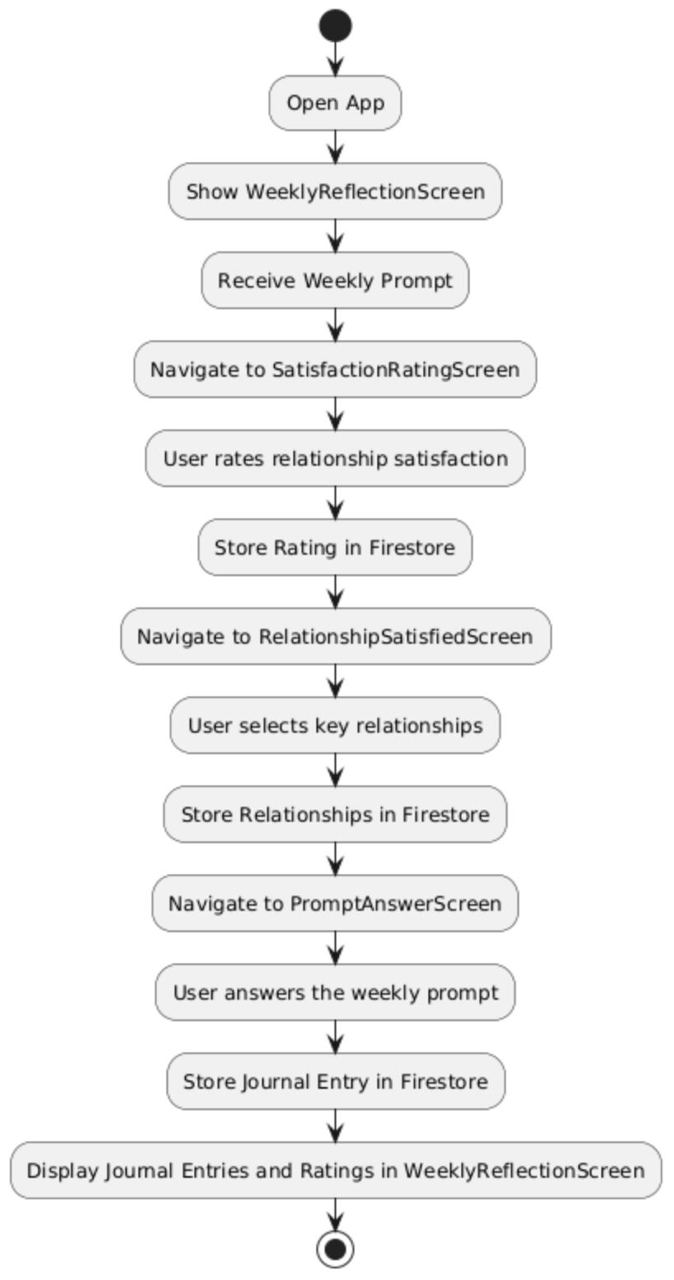 Open App
Show WeeklyReflectionScreen
Receive Weekly Prompt
Navigate to SatisfactionRatingScreen
User rates relationship satisfaction
Store Rating in Firestore
Navigate to RelationshipSatisfiedScreen
User selects key relationships
Store Relationships in Firestore
Navigate to PromptAnswerScreen
User answers the weekly prompt
Store Journal Entry in Firestore
Display Journal Entries and Ratings in WeeklyReflectionScreen